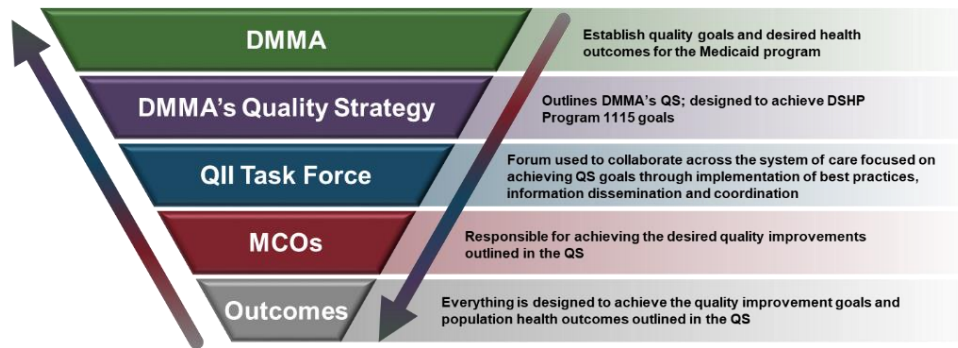 DMMA
Establish quality goals and desired health
outcomes for the Medicaid program
DMMA's Quality Strategy
Outlines DMMA's QS; designed to achieve DSHP
Program 1115 goals
QII Task Force
Forum used to collaborate across the system of care focused on
achieving QS goals through implementation of best practices,
information dissemination and coordination
MCOs
Responsible for achieving the desired quality improvements
outlined in the QS
Outcomes
Everything is designed to achieve the quality improvement goals and
population health outcomes outlined in the QS